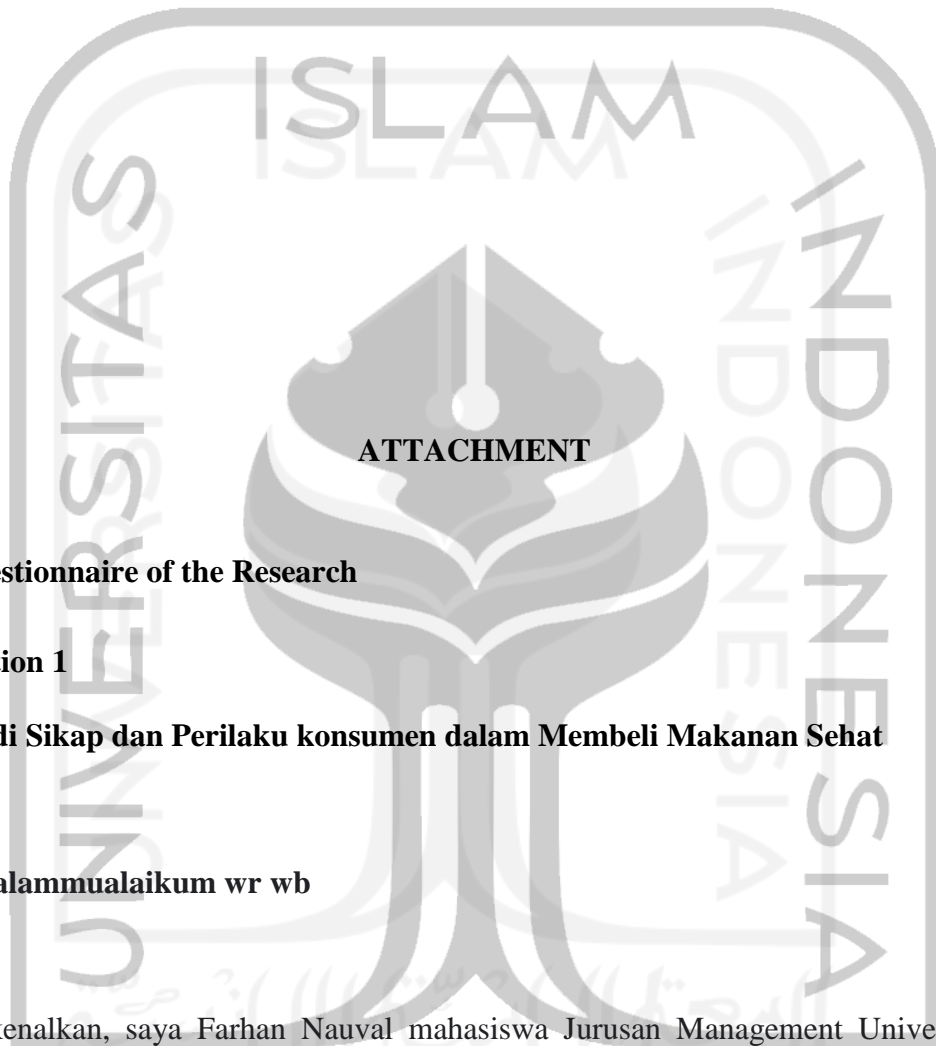 ISLAM
UNIVERSITAS
INDONESIA
ATTACHMENT
estionnaire of the Research
tion 1
di Sikap dan Perilaku konsumen dalam Membeli Makanan Sehat
alammualaikum wr wb
kenalkan, saya Farhan Nauval mahasiswa Jurusan Management Unive